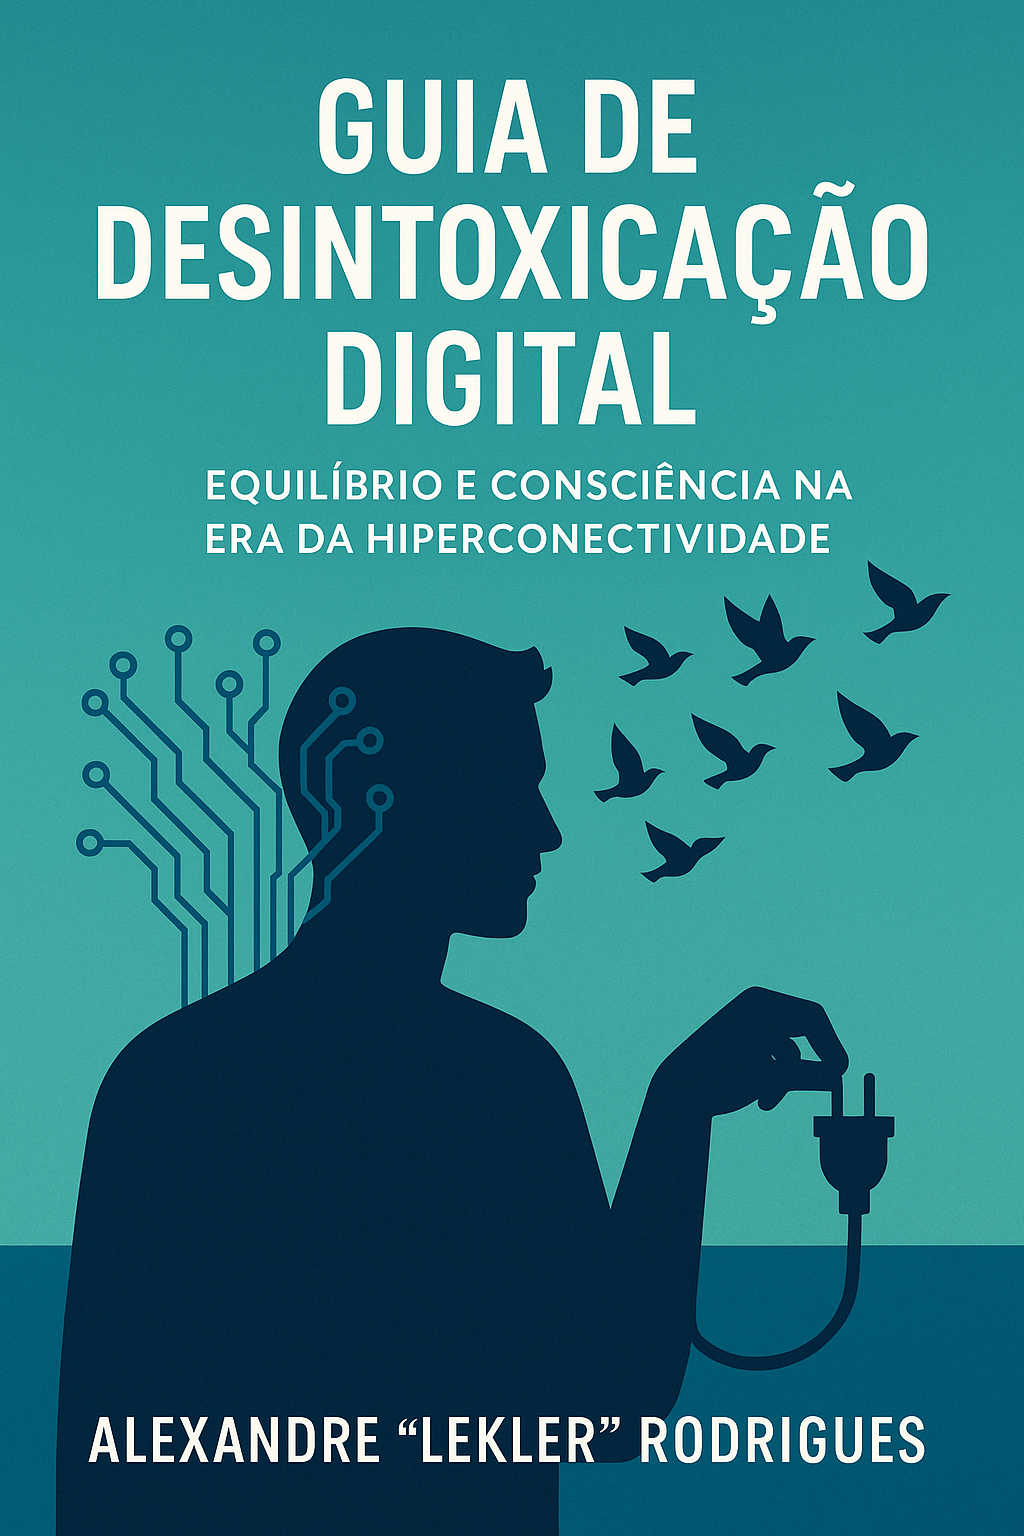 GUIA DE
DESINTOXICAÇÃO
DIGITAL
EQUILÍBRIO E CONSCIÊNCIA NA
ERA DA HIPERCONECTIVIDADE
ALEXANDRE “LEKLER” RODRIGUES